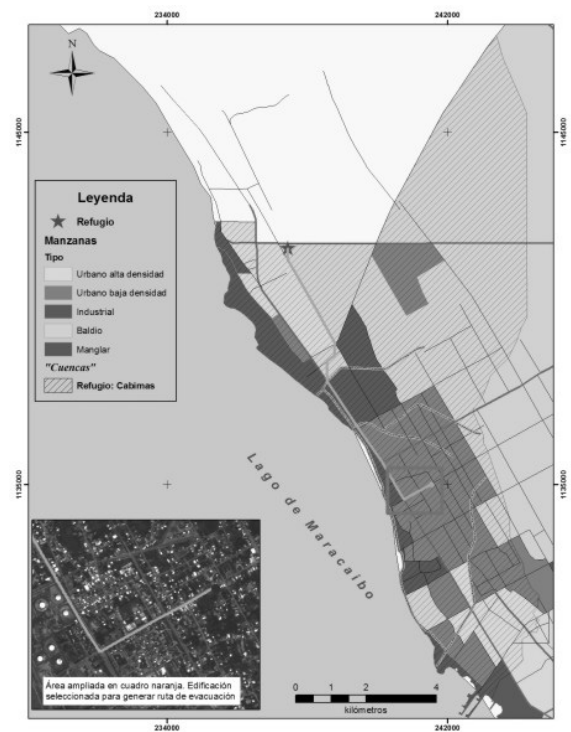 234000
242000
N
1145000
1145000
Leyenda
Refugio
Manzanas
Tipo
Urbano alta densidad
Urbano baja densidad
Industrial
Baldío
Manglar
"Cuencas"
Refugio: Cabimas
1135000
1135000
Lago de Maracaibo
Área ampliada en cuadro naranja. Edificación
seleccionada para generar ruta de evacuación
0 1 2 4
kilómetros
234000
242000